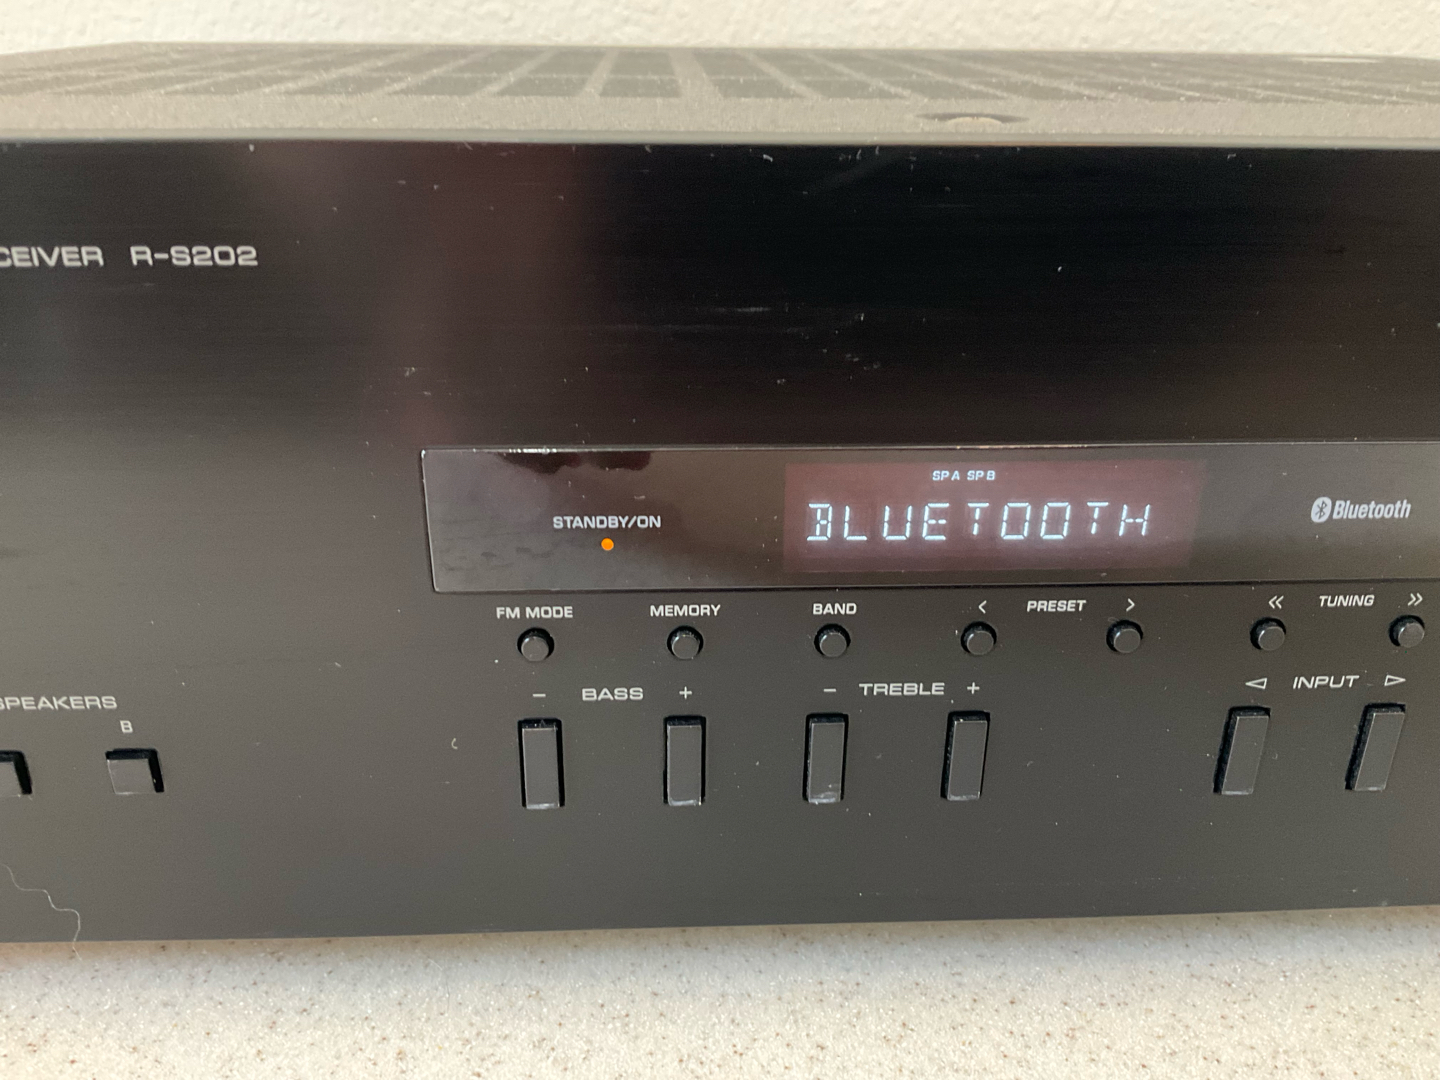 CEIVER R-S202
SP A SP B
STANDBY/ON
BLUETOOTH
Bluetooth
FM MODE
MEMORY
BAND
< PRESET >
<< TUNING >>
- BASS +
- TREBLE +
◁ INPUT ▷
SPEAKERS
B